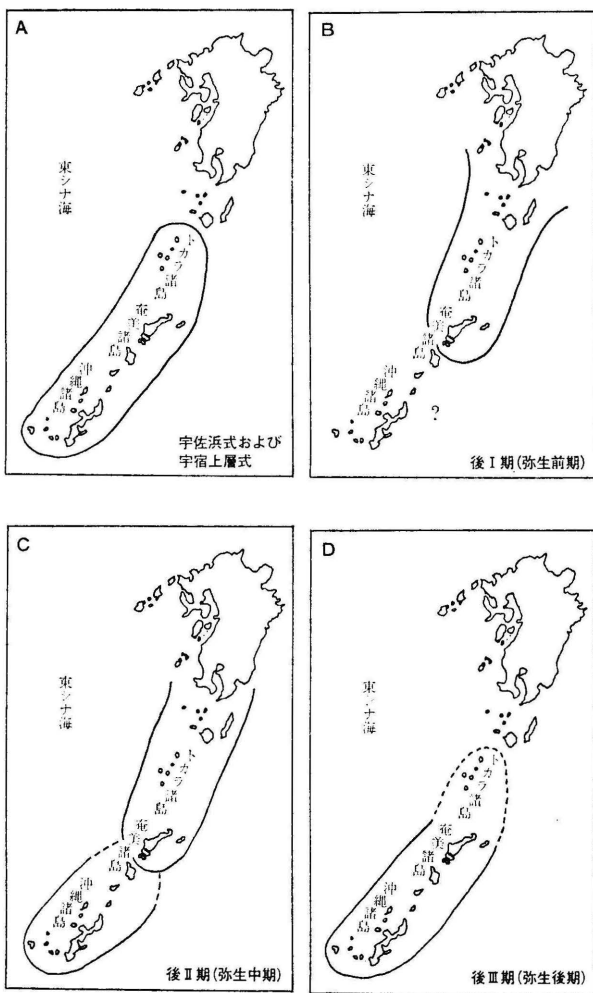 A
東シナ海
トカラ諸島
奄美諸島
沖縄諸島
宇佐浜式および
宇宿上層式
B
東シナ海
トカラ諸島
奄美諸島
沖縄諸島
?
後Ⅰ期(弥生前期)
C
東シナ海
トカラ諸島
奄美諸島
沖縄諸島
後Ⅱ期(弥生中期)
D
東シナ海
トカラ諸島
奄美諸島
沖縄諸島
後Ⅲ期(弥生後期)